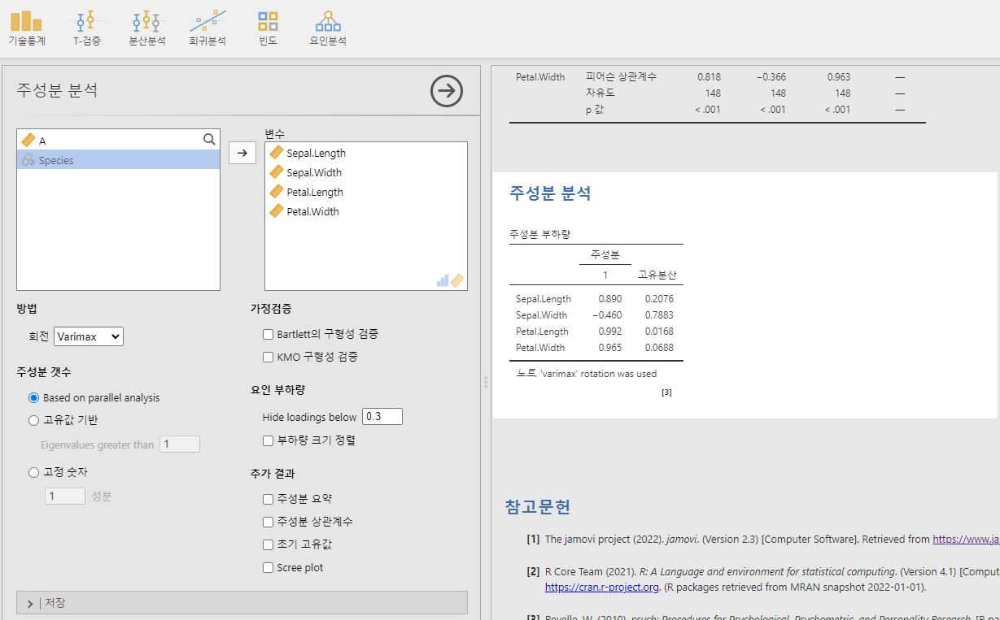 기술통계 T-검증 분산분석 회귀분석 빈도 요인분석
주성분 분석
A
Species
변수
Sepal.Length
Sepal.Width
Petal.Length
Petal.Width
방법
회전 Varimax
주성분 갯수
Based on parallel analysis
고유값 기반
Eigenvalues greater than 1
고정 숫자
1 성분
가정검증
Bartlett의 구형성 검증
KMO 구형성 검증
요인 부하량
Hide loadings below 0.3
부하량 크기 정렬
추가 결과
주성분 요약
주성분 상관계수
초기 고유값
Scree plot
저장
Petal.Width 피어슨 상관계수 0.818 −0.366 0.963 —
자유도 148 148 148 —
p 값 < .001 < .001 < .001 —
주성분 분석
주성분 부하량
주성분
1 고유분산
Sepal.Length 0.890 0.2076
Sepal.Width −0.460 0.7883
Petal.Length 0.992 0.0168
Petal.Width 0.965 0.0688
노트. 'varimax' rotation was used
[3]
참고문헌
[1] The jamovi project (2022). jamovi. (Version 2.3) [Computer Software]. Retrieved from https://www.ja
[2] R Core Team (2021). R: A Language and environment for statistical computing. (Version 4.1) [Comput
https://cran.r-project.org. (R packages retrieved from MRAN snapshot 2022-01-01).
[3] Revelle, W. (2019). psych: Procedures for Psychological, Psychometric, and Personality Research. [R pa